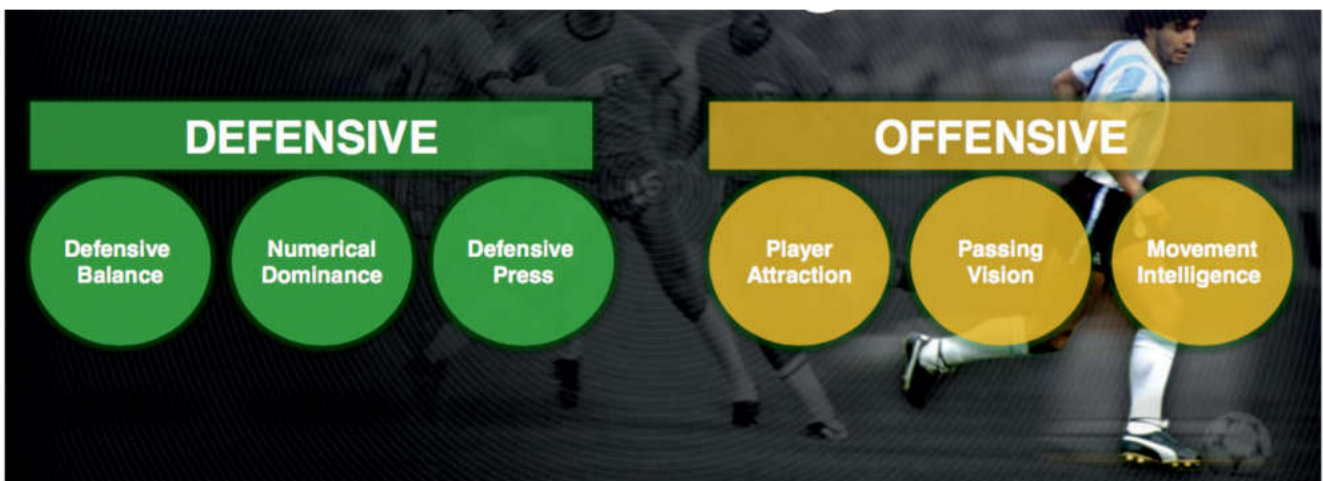 DEFENSIVE
Defensive
Balance
Numerical
Dominance
Defensive
Press
OFFENSIVE
Player
Attraction
Passing
Vision
Movement
Intelligence